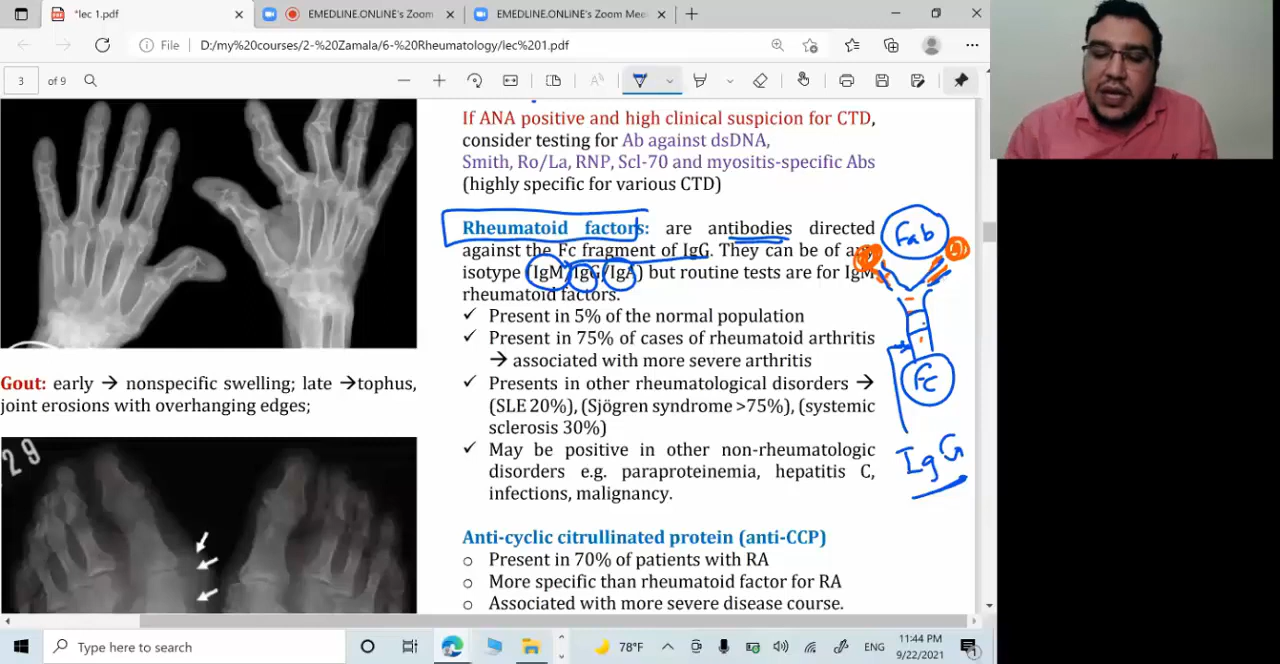 *lec 1.pdf
EMEDLINE.ONLINE's Zoom
EMEDLINE.ONLINE's Zoom Mee
File
D:/my%20courses/2-%20Zamala/6-%20Rheumatology/lec%201.pdf
3 of 9
If ANA positive and high clinical suspicion for CTD,
consider testing for Ab against dsDNA,
Smith, Ro/La, RNP, Scl-70 and myositis-specific Abs
(highly specific for various CTD)
Rheumatoid factors: are antibodies directed
against the Fc fragment of IgG. They can be of any
isotype (IgM/IgG/IgA) but routine tests are for IgM
rheumatoid factors.
✓ Present in 5% of the normal population
✓ Present in 75% of cases of rheumatoid arthritis
→ associated with more severe arthritis
✓ Presents in other rheumatological disorders →
(SLE 20%), (Sjögren syndrome >75%), (systemic
sclerosis 30%)
✓ May be positive in other non-rheumatologic
disorders e.g. paraproteinemia, hepatitis C,
infections, malignancy.
Anti-cyclic citrullinated protein (anti-CCP)
o Present in 70% of patients with RA
o More specific than rheumatoid factor for RA
o Associated with more severe disease course.
Fab
FC
IgG
Gout: early → nonspecific swelling; late →tophus,
joint erosions with overhanging edges;
29
Type here to search
78°F
ENG
11:44 PM
9/22/2021
1